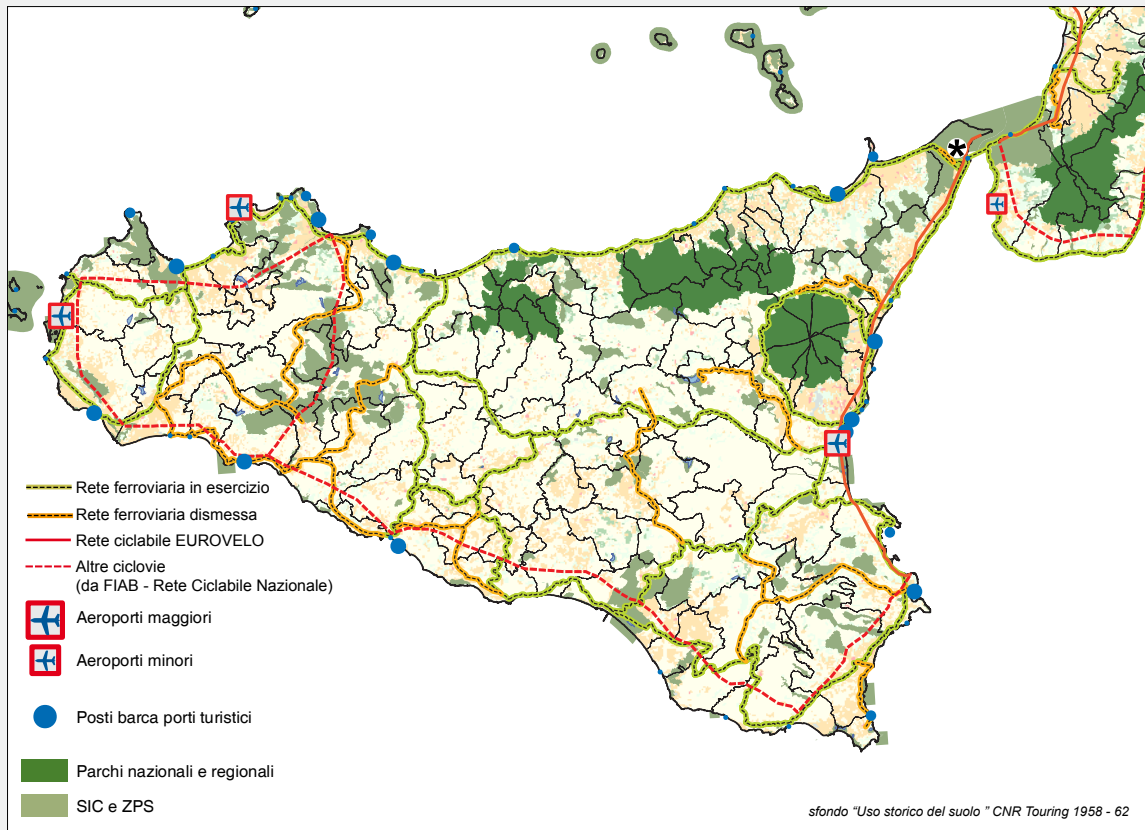 Rete ferroviaria in esercizio
Rete ferroviaria dismessa
Rete ciclabile EUROVELO
Altre ciclovie
(da FIAB - Rete Ciclabile Nazionale)
Aeroporti maggiori
Aeroporti minori
Posti barca porti turistici
Parchi nazionali e regionali
SIC e ZPS
sfondo “Uso storico del suolo ” CNR Touring 1958 - 62